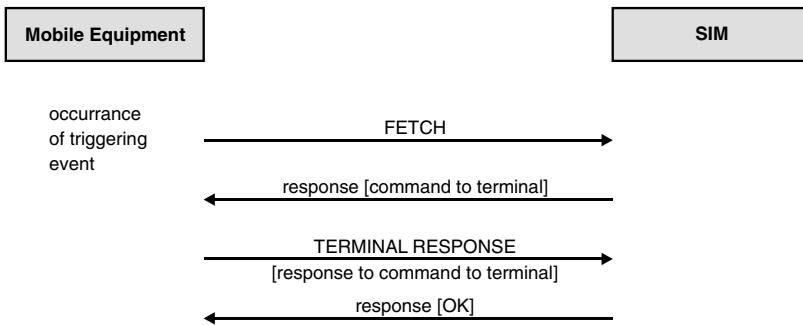 Mobile Equipment
SIM
occurrance
of triggering
event
FETCH
response [command to terminal]
TERMINAL RESPONSE
[response to command to terminal]
response [OK]